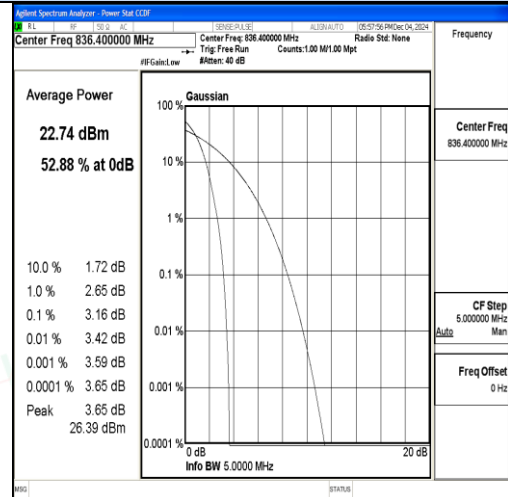 Agilent Spectrum Analyzer - Power Stat CCDF
RL RF 50 Ω AC SENSE:PULSE ALIGN AUTO 05:57:56 PM Dec 04, 2024
Center Freq 836.400000 MHz
Center Freq: 836.400000 MHz Radio Std: None
Trig: Free Run Counts:1.00 M/1.00 Mpt
#IFGain:Low #Atten: 40 dB
Frequency
Average Power
22.74 dBm
52.88 % at 0dB
10.0 % 1.72 dB
1.0 % 2.65 dB
0.1 % 3.16 dB
0.01 % 3.42 dB
0.001 % 3.59 dB
0.0001 % 3.65 dB
Peak 3.65 dB
26.39 dBm
Gaussian
100 %
10 %
1 %
0.1 %
0.01 %
0.001 %
0.0001 %
0 dB 20 dB
Info BW 5.0000 MHz
Center Freq
836.400000 MHz
CF Step
5.000000 MHz
Auto Man
Freq Offset
0 Hz
MSG STATUS